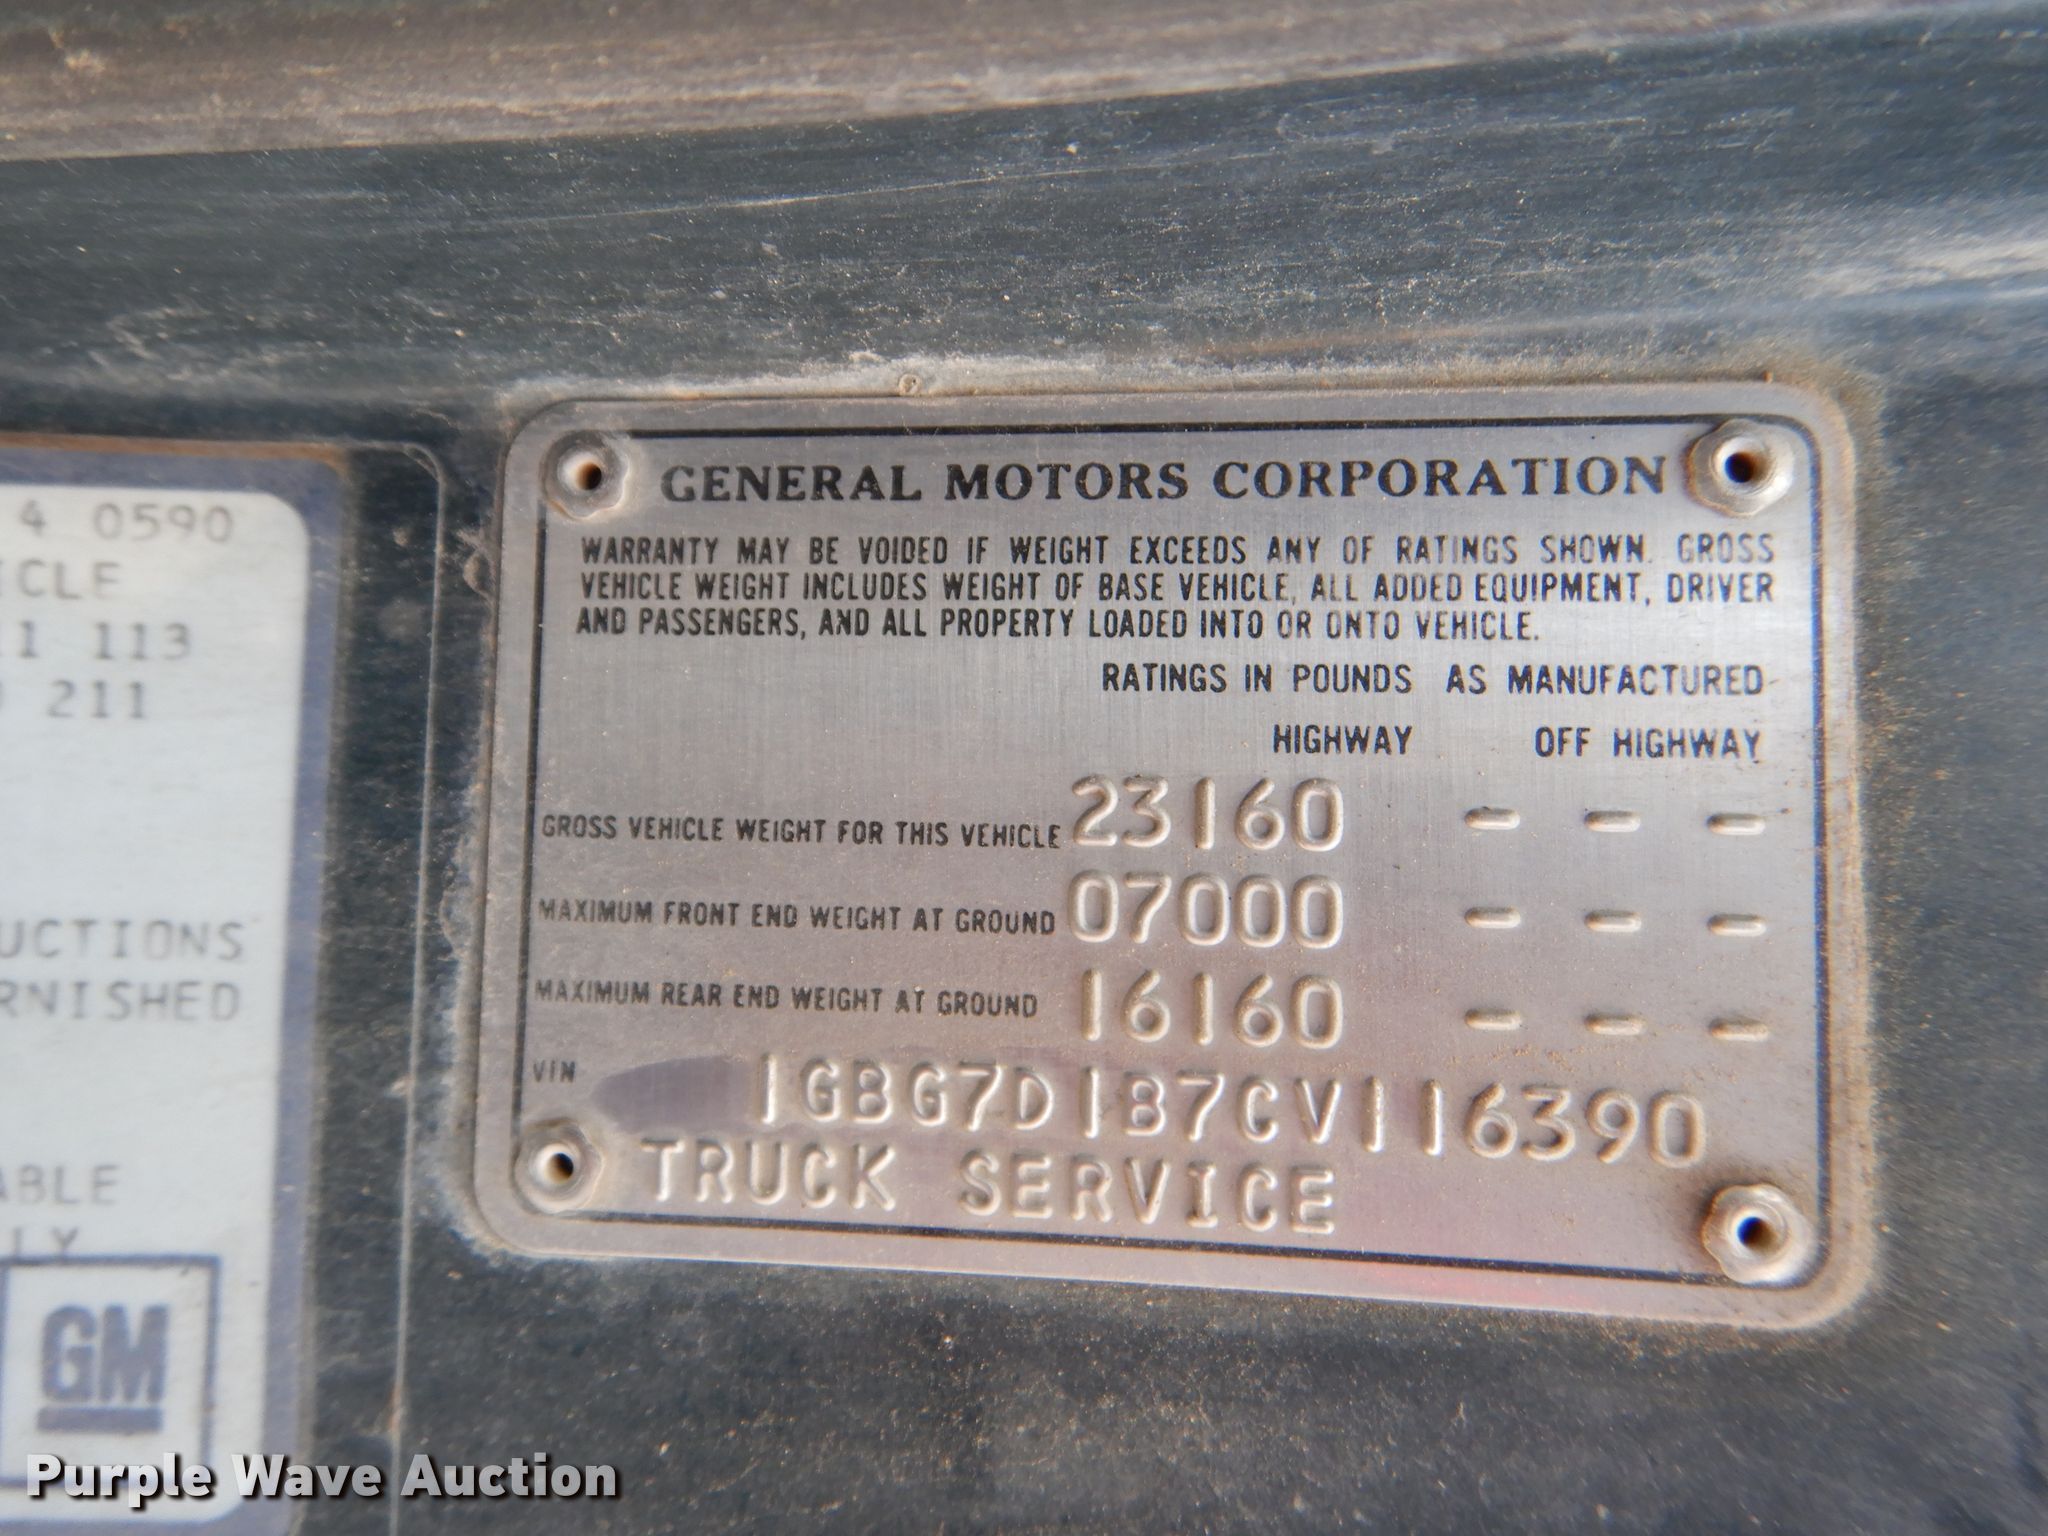 4 0590
ICLE
11 113
211
UCTIONS
RNISHED
ABLE
LY
GM
GENERAL MOTORS CORPORATION
WARRANTY MAY BE VOIDED IF WEIGHT EXCEEDS ANY OF RATINGS SHOWN. GROSS
VEHICLE WEIGHT INCLUDES WEIGHT OF BASE VEHICLE, ALL ADDED EQUIPMENT, DRIVER
AND PASSENGERS, AND ALL PROPERTY LOADED INTO OR ONTO VEHICLE.
RATINGS IN POUNDS AS MANUFACTURED
HIGHWAY OFF HIGHWAY
GROSS VEHICLE WEIGHT FOR THIS VEHICLE 23160 - - -
MAXIMUM FRONT END WEIGHT AT GROUND 07000 - - -
MAXIMUM REAR END WEIGHT AT GROUND 16160 - - -
VIN 1GBG7D1B7CV116390
TRUCK SERVICE
Purple Wave Auction